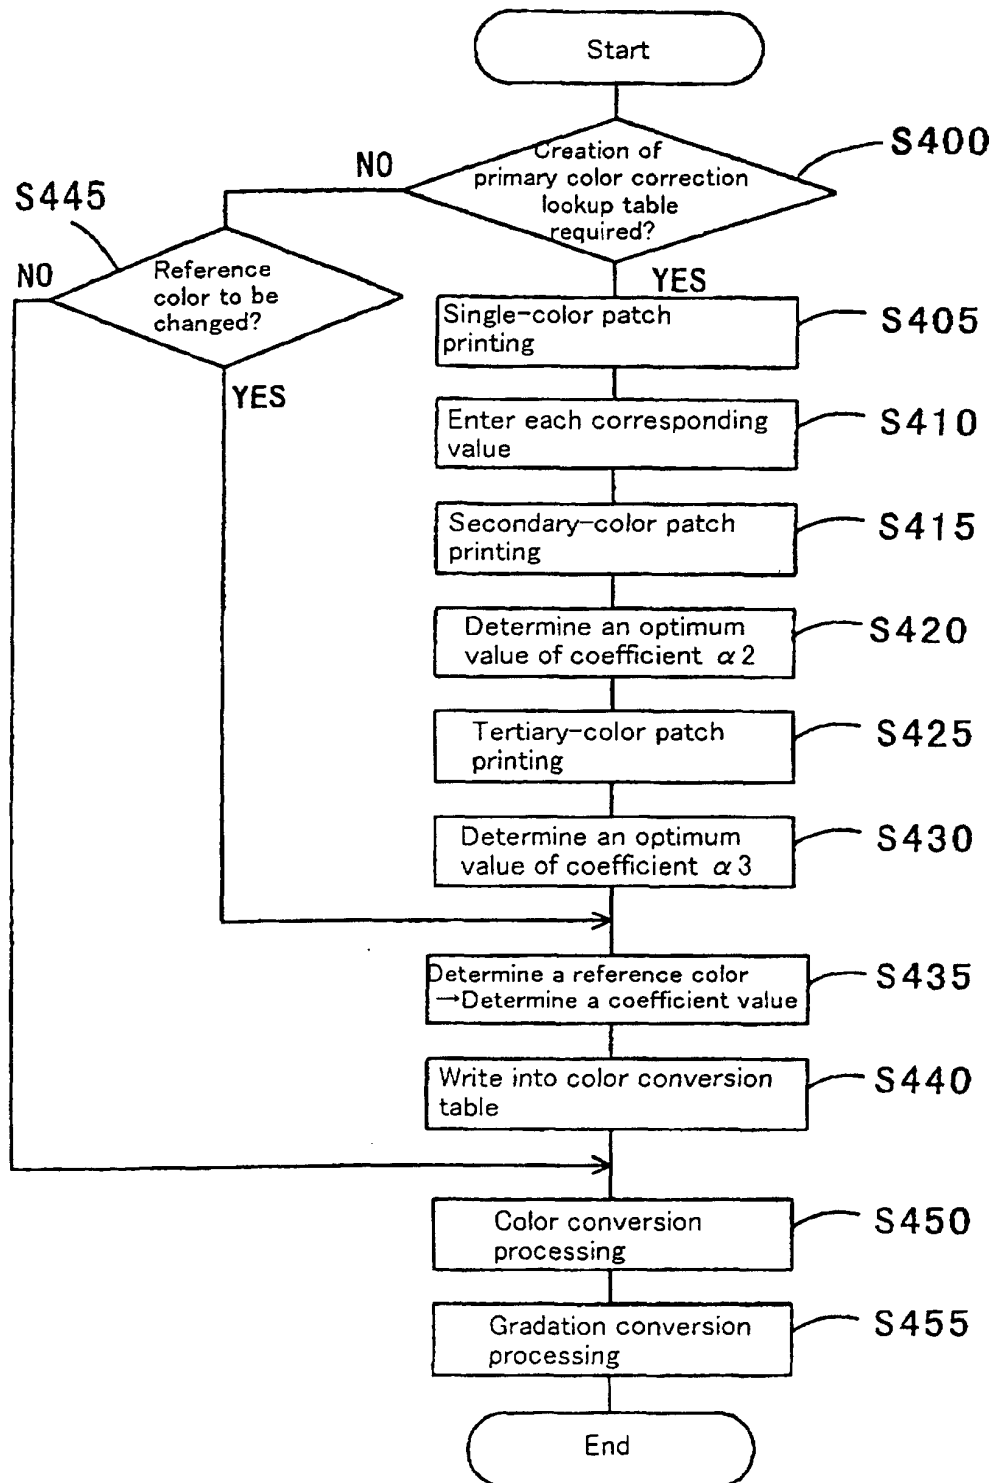 Start
Creation of
primary color correction
lookup table
required?
S400
NO
YES
S445
Reference
color to be
changed?
NO
YES
Single-color patch
printing
S405
Enter each corresponding
value
S410
Secondary-color patch
printing
S415
Determine an optimum
value of coefficient α2
S420
Tertiary-color patch
printing
S425
Determine an optimum
value of coefficient α3
S430
Determine a reference color
→Determine a coefficient value
S435
Write into color conversion
table
S440
Color conversion
processing
S450
Gradation conversion
processing
S455
End